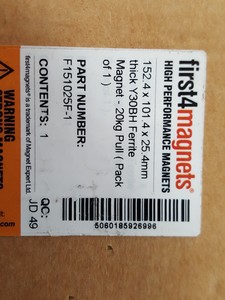 first4magnets®
HIGH PERFORMANCE MAGNETS
152.4 x 101.4 x 25.4mm
thick Y30BH Ferrite
Magnet - 20kg Pull ( Pack
of 1 )
5060185926996
PART NUMBER:
F151025F-1
CONTENTS: 1
QC: JD 49
first4magnets® is a trademark of Magnet Expert Ltd.
WARNING